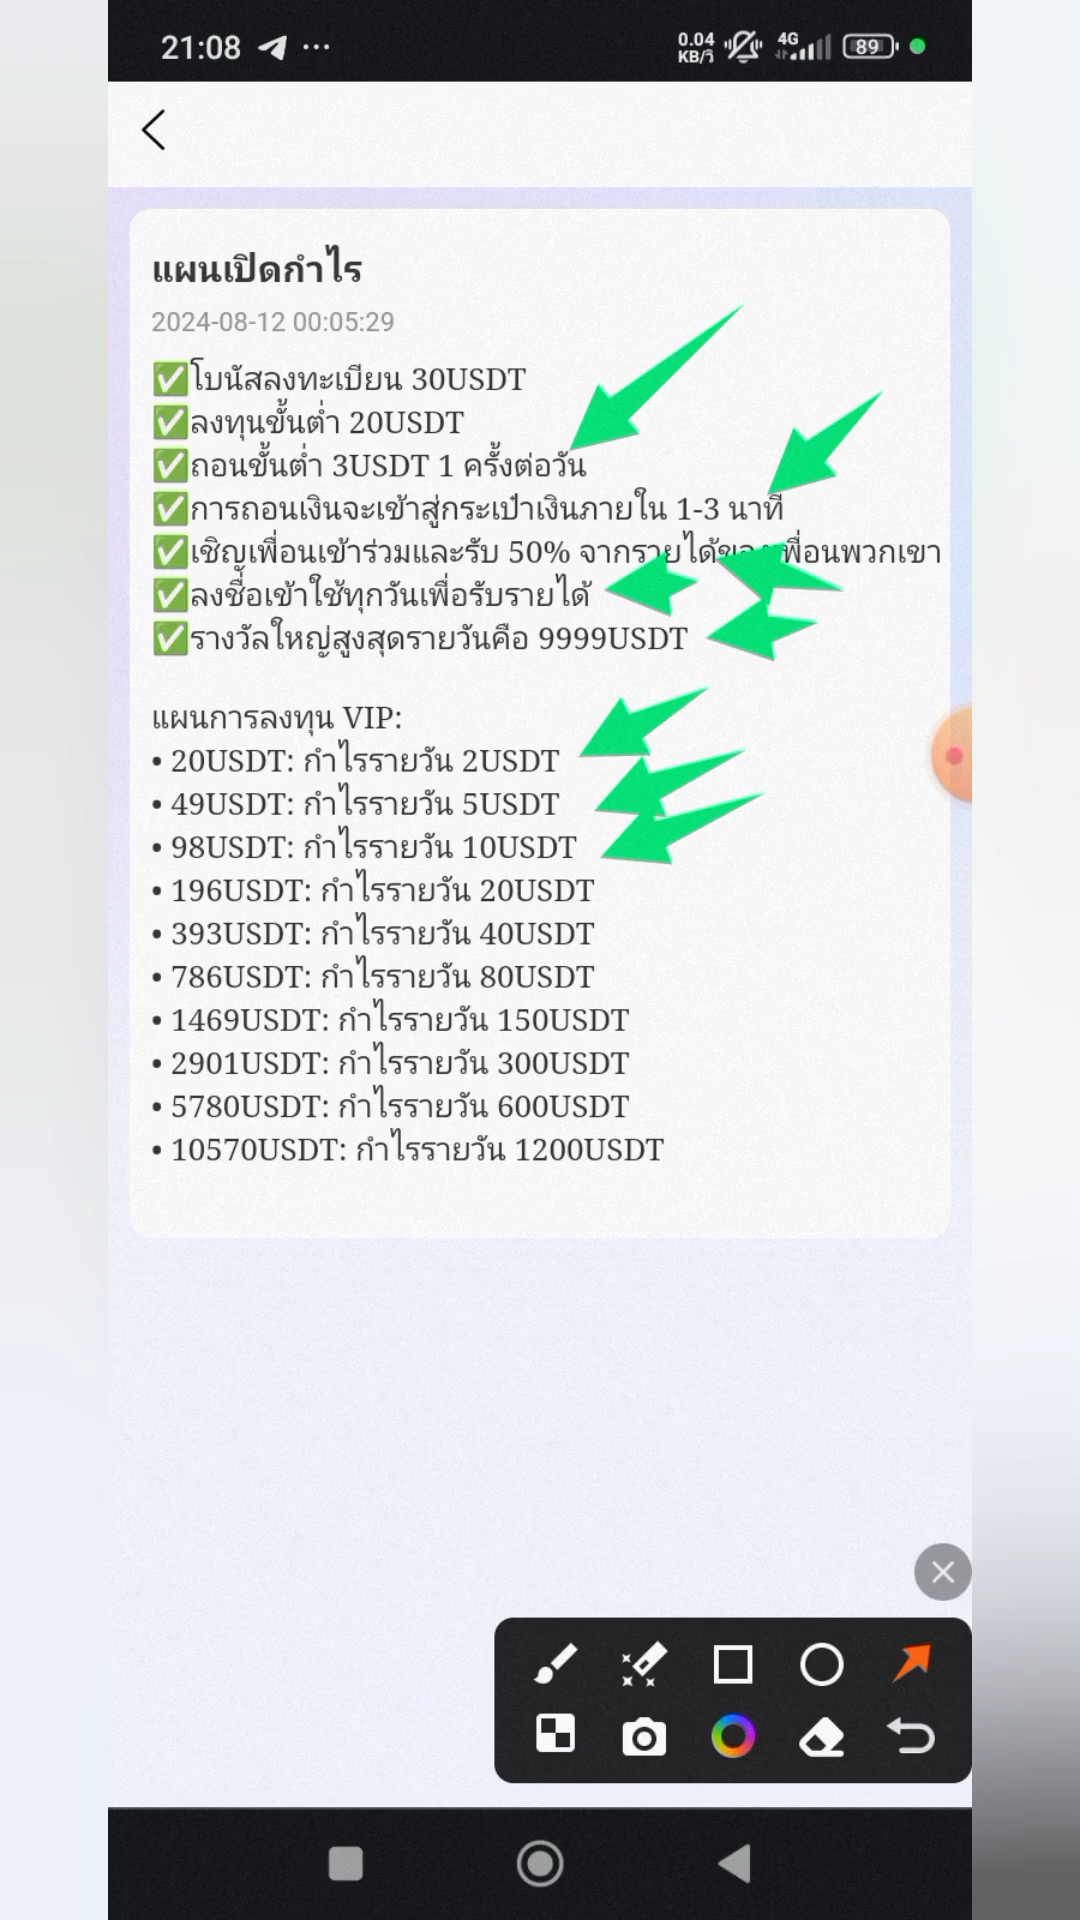 21:08
0.04
KB/วิ
4G
89
แผนเปิดกำไร
2024-08-12 00:05:29
✅โบนัสลงทะเบียน 30USDT
✅ลงทุนขั้นต่ำ 20USDT
✅ถอนขั้นต่ำ 3USDT 1 ครั้งต่อวัน
✅การถอนเงินจะเข้าสู่กระเป๋าเงินภายใน 1-3 นาที
✅เชิญเพื่อนเข้าร่วมและรับ 50% จากรายได้ของเพื่อนพวกเขา
✅ลงชื่อเข้าใช้ทุกวันเพื่อรับรายได้
✅รางวัลใหญ่สูงสุดรายวันคือ 9999USDT
แผนการลงทุน VIP:
• 20USDT: กำไรรายวัน 2USDT
• 49USDT: กำไรรายวัน 5USDT
• 98USDT: กำไรรายวัน 10USDT
• 196USDT: กำไรรายวัน 20USDT
• 393USDT: กำไรรายวัน 40USDT
• 786USDT: กำไรรายวัน 80USDT
• 1469USDT: กำไรรายวัน 150USDT
• 2901USDT: กำไรรายวัน 300USDT
• 5780USDT: กำไรรายวัน 600USDT
• 10570USDT: กำไรรายวัน 1200USDT